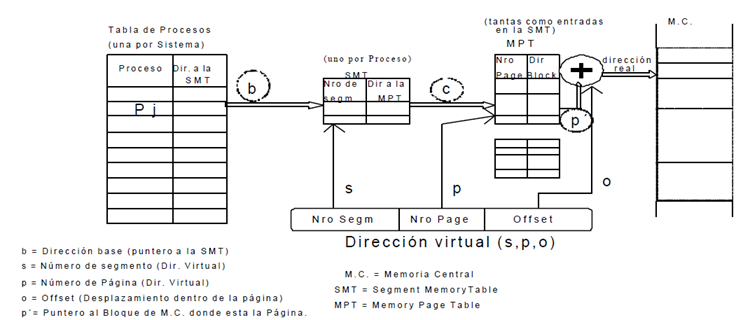 Tabla de Procesos
(una por Sistema)
Proceso
Dir. a la
SMT
P j
b
(uno por Proceso)
SMT
Nro de
segm
Dir a la
MPT
c
(tantas como entradas
en la SMT)
MPT
Nro
Page
Dir
Block
+
p´
dirección
real
M.C.
s
p
o
Nro Segm
Nro Page
Offset
Dirección virtual (s,p,o)
b = Dirección base (puntero a la SMT)
s = Número de segmento (Dir. Virtual)
p = Número de Página (Dir. Virtual)
o = Offset (Desplazamiento dentro de la página)
p´= Puntero al Bloque de M.C. donde esta la Página.
M.C. = Memoria Central
SMT = Segment MemoryTable
MPT = Memory Page Table